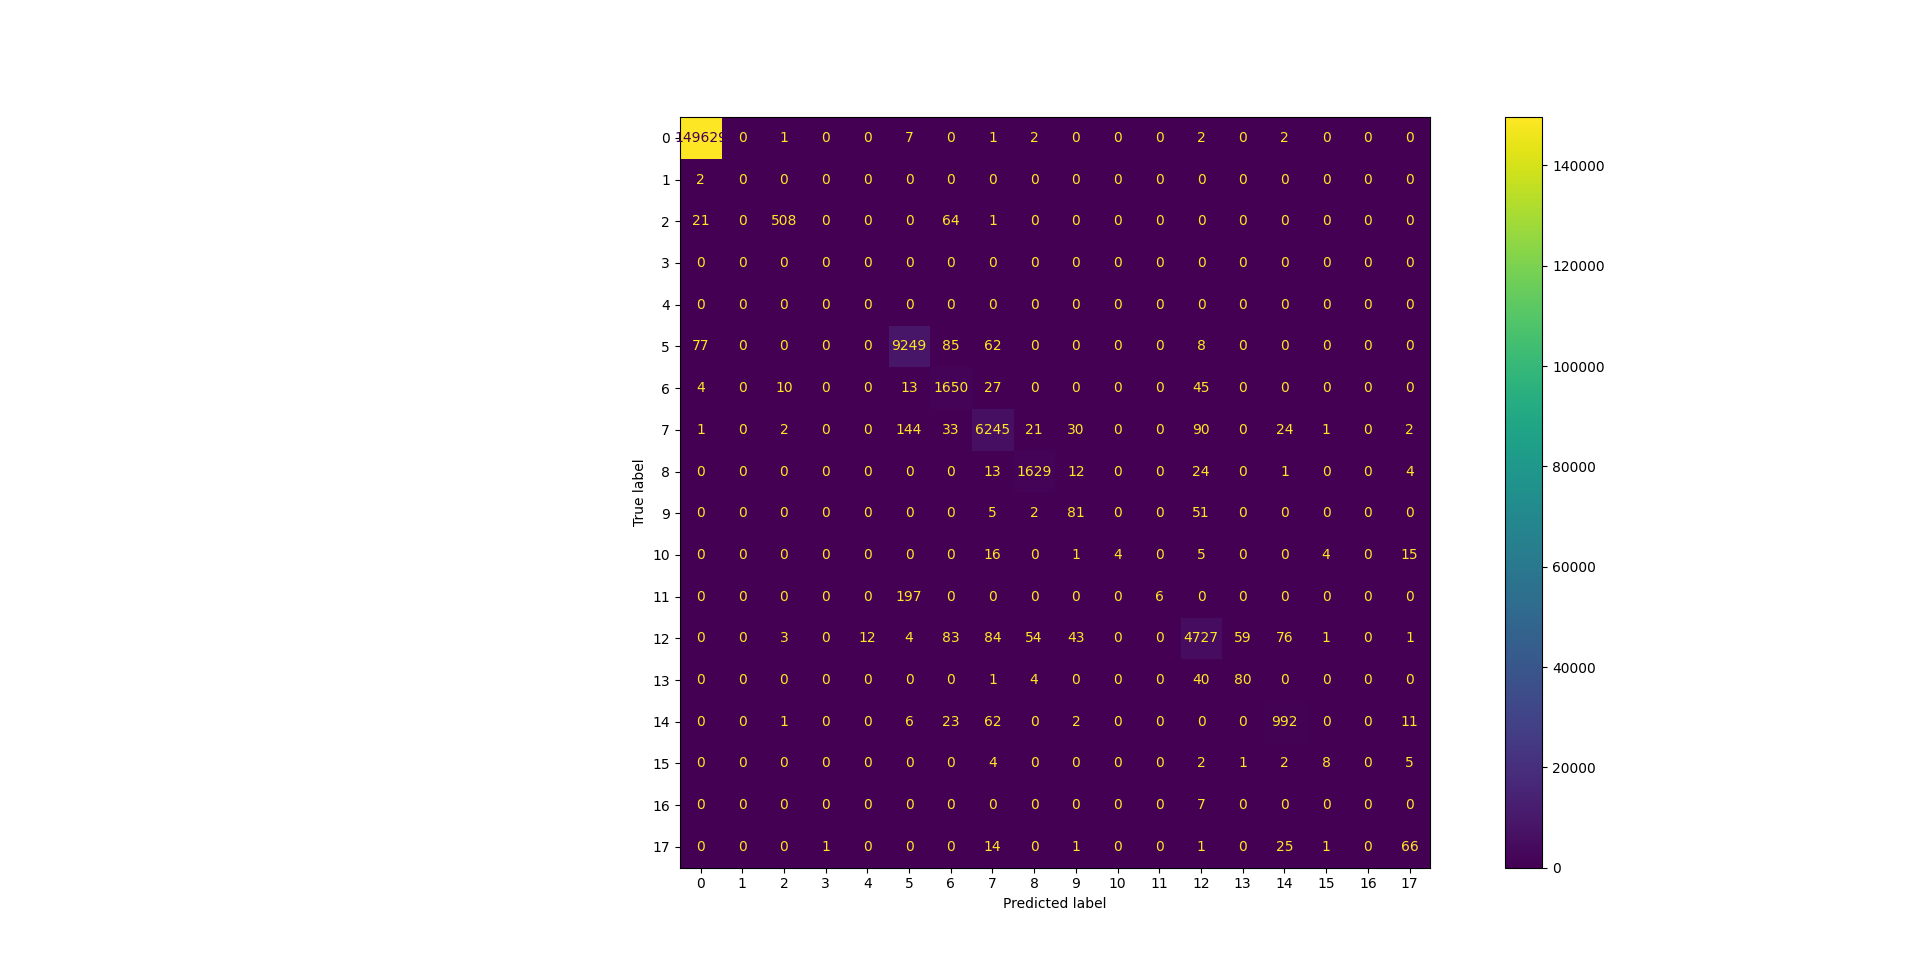 0 149629 0 1 0 0 7 0 1 2 0 0 0 2 0 2 0 0 0
1 2 0 0 0 0 0 0 0 0 0 0 0 0 0 0 0 0 0
2 21 0 508 0 0 0 64 1 0 0 0 0 0 0 0 0 0 0
3 0 0 0 0 0 0 0 0 0 0 0 0 0 0 0 0 0 0
4 0 0 0 0 0 0 0 0 0 0 0 0 0 0 0 0 0 0
5 77 0 0 0 0 9249 85 62 0 0 0 0 8 0 0 0 0 0
6 4 0 10 0 0 13 1650 27 0 0 0 0 45 0 0 0 0 0
7 1 0 2 0 0 144 33 6245 21 30 0 0 90 0 24 1 0 2
8 0 0 0 0 0 0 0 13 1629 12 0 0 24 0 1 0 0 4
9 0 0 0 0 0 0 0 5 2 81 0 0 51 0 0 0 0 0
10 0 0 0 0 0 0 0 16 0 1 4 0 5 0 0 4 0 15
11 0 0 0 0 0 197 0 0 0 0 0 6 0 0 0 0 0 0
12 0 0 3 0 12 4 83 84 54 43 0 0 4727 59 76 1 0 1
13 0 0 0 0 0 0 0 1 4 0 0 0 40 80 0 0 0 0
14 0 0 1 0 0 6 23 62 0 2 0 0 0 0 992 0 0 11
15 0 0 0 0 0 0 0 4 0 0 0 0 2 1 2 8 0 5
16 0 0 0 0 0 0 0 0 0 0 0 0 7 0 0 0 0 0
17 0 0 0 1 0 0 0 14 0 1 0 0 1 0 25 1 0 66
0 1 2 3 4 5 6 7 8 9 10 11 12 13 14 15 16 17
Predicted label
True label
140000
120000
100000
80000
60000
40000
20000
0